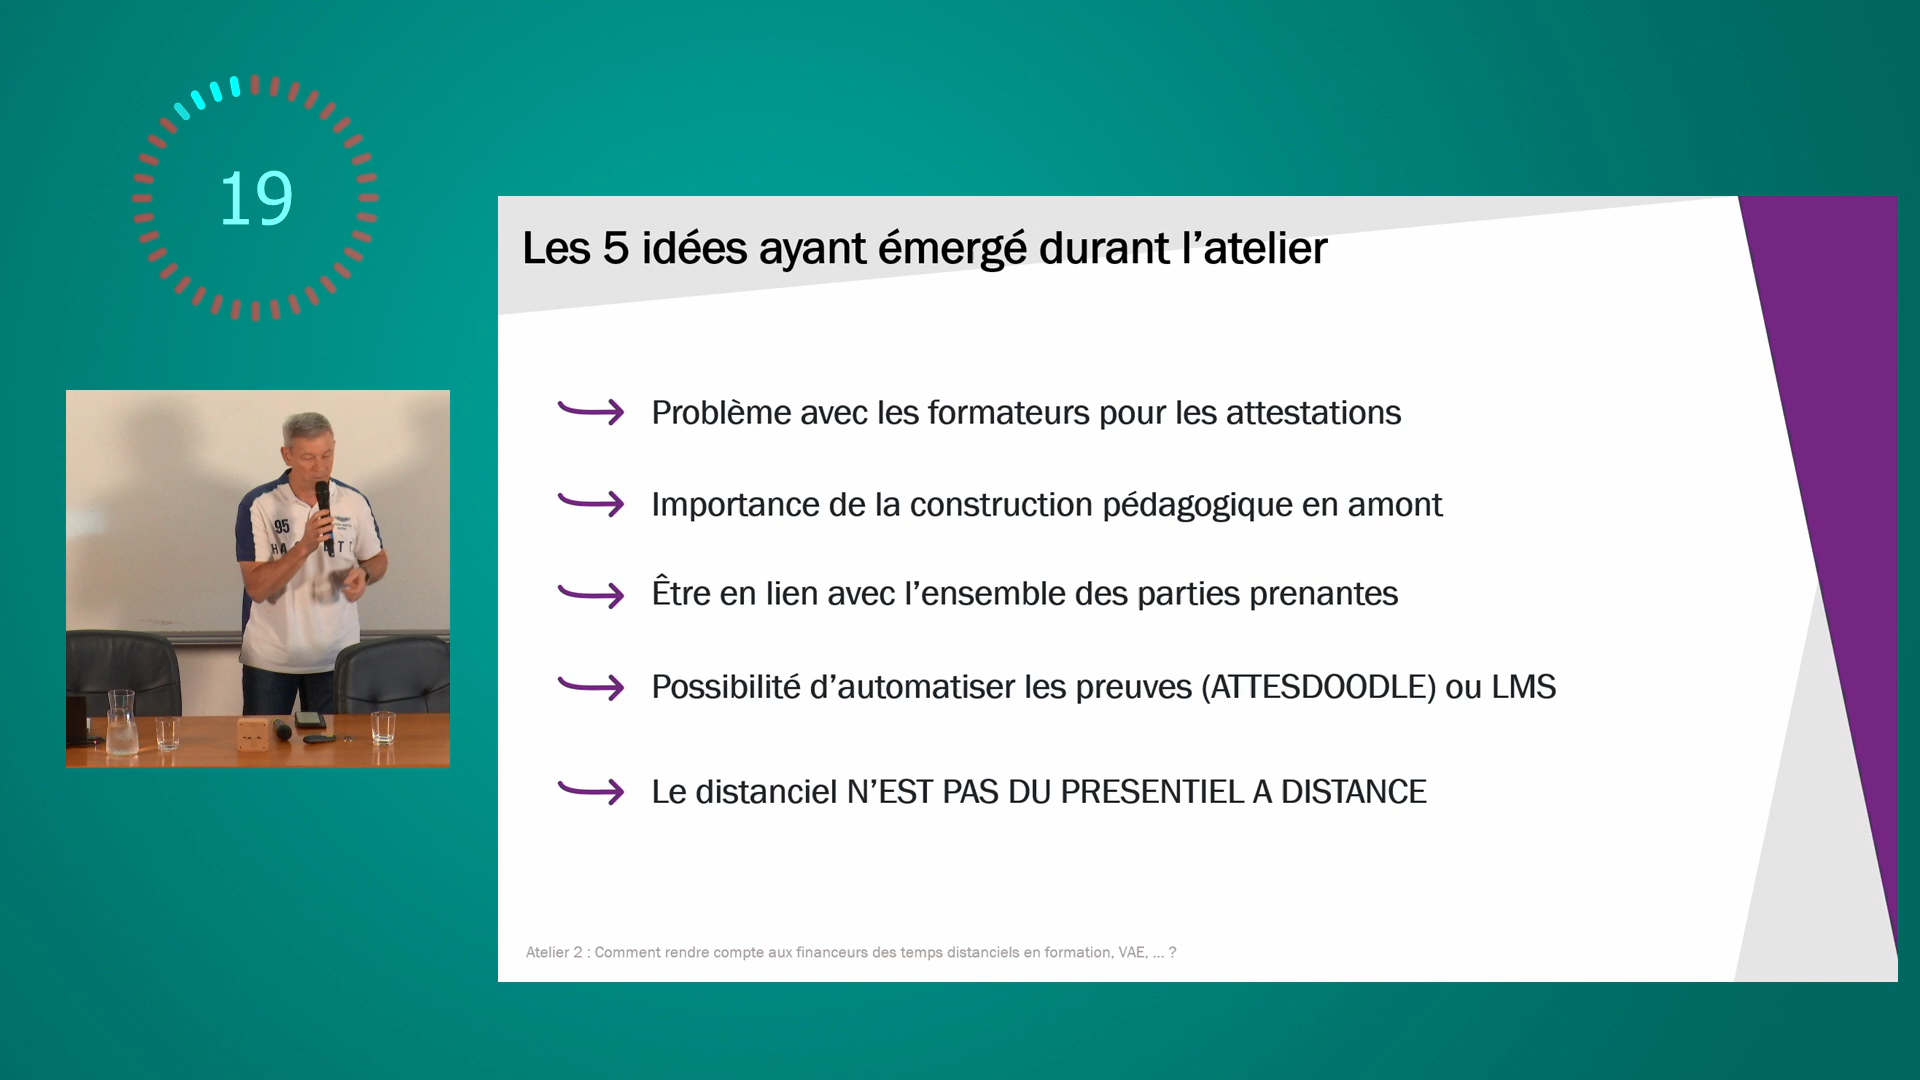 19
Les 5 idées ayant émergé durant l’atelier
Problème avec les formateurs pour les attestations
Importance de la construction pédagogique en amont
Être en lien avec l’ensemble des parties prenantes
Possibilité d’automatiser les preuves (ATTESDOODLE) ou LMS
Le distanciel N’EST PAS DU PRESENTIEL A DISTANCE
Atelier 2 : Comment rendre compte aux financeurs des temps distanciels en formation, VAE, ... ?
95